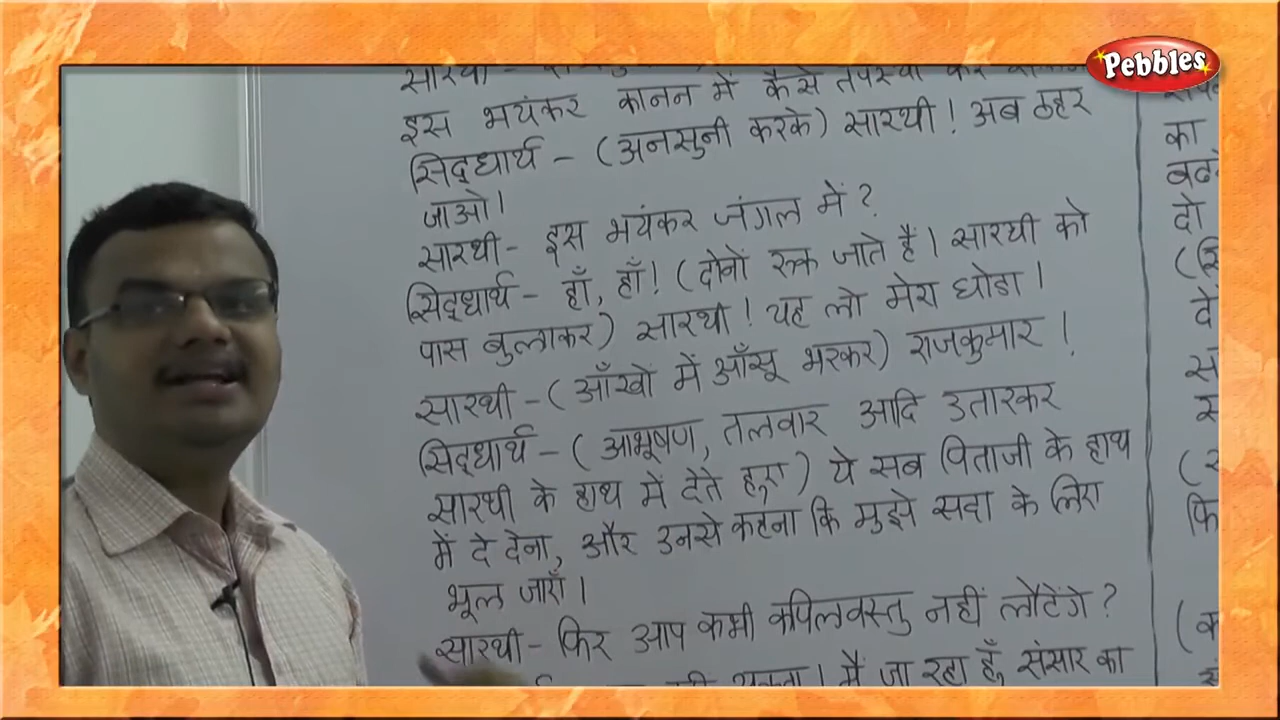 Pebbles
सारथी -
इस भयंकर कानन में कैसे तपस्या कर
सिद्धार्थ - (अनसुनी करके) सारथी! अब ठहर
जाओ।
सारथी - इस भयंकर जंगल में?
सिद्धार्थ - हाँ, हाँ! (दोनों रुक जाते है। सारथी को
पास बुलाकर) सारथी! यह लो मेरा घोडा।
सारथी - (आँखों में आँसू भरकर) राजकुमार!
सिद्धार्थ - (आभूषण, तलवार आदि उतारकर
सारथी के हाथ में देते हुए) ये सब पिताजी के हाथ
में दे देना, और उनसे कहना कि मुझे सदा के लिए
भूल जाएँ।
सारथी - फिर आप कभी कपिलवस्तु नहीं लौटेंगे?
सकता। मैं जा रहा हूँ संसार का
का
दो